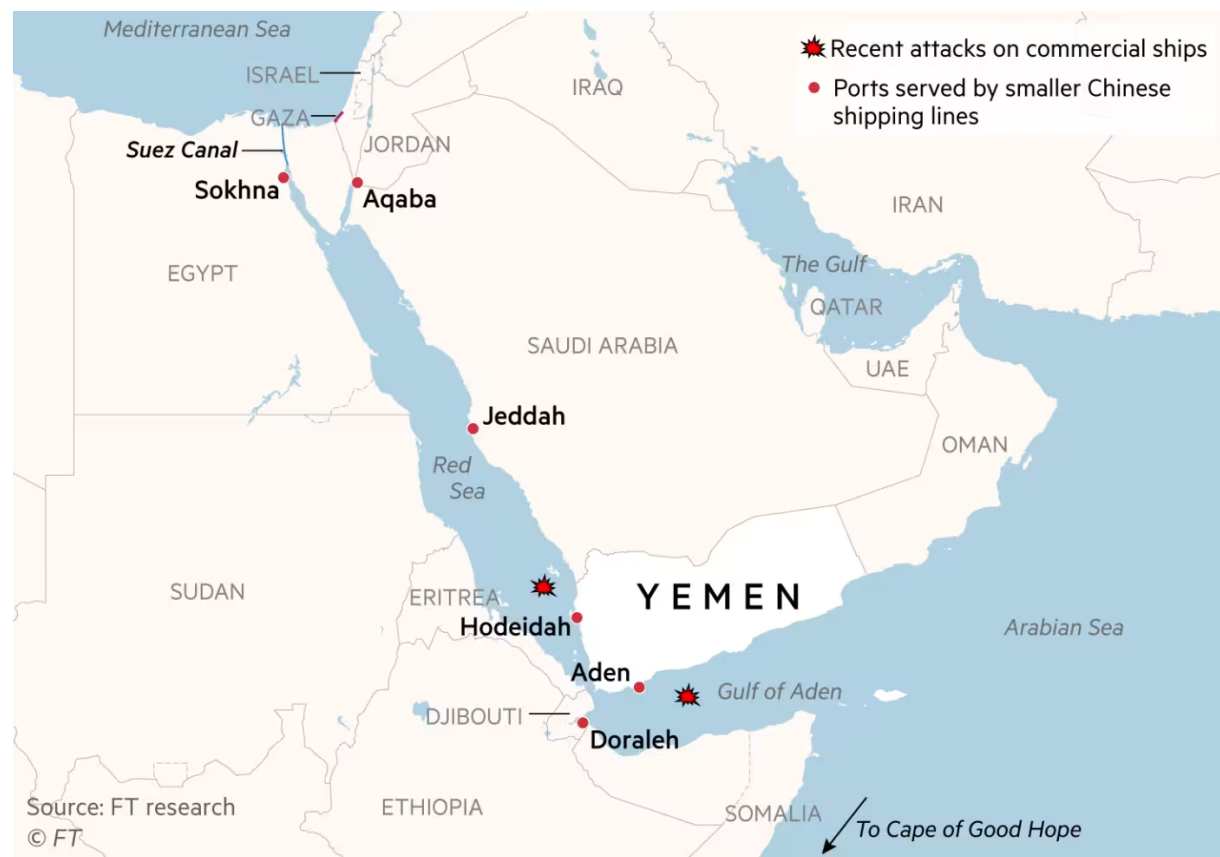 Mediterranean Sea
Recent attacks on commercial ships
Ports served by smaller Chinese
shipping lines
ISRAEL
IRAQ
GAZA
JORDAN
Suez Canal
Sokhna
Aqaba
IRAN
EGYPT
The Gulf
QATAR
SAUDI ARABIA
UAE
Jeddah
OMAN
Red
Sea
SUDAN
ERITREA
YEMEN
Hodeidah
Arabian Sea
Aden
Gulf of Aden
DJIBOUTI
Doraleh
Source: FT research
© FT
ETHIOPIA
SOMALIA
To Cape of Good Hope